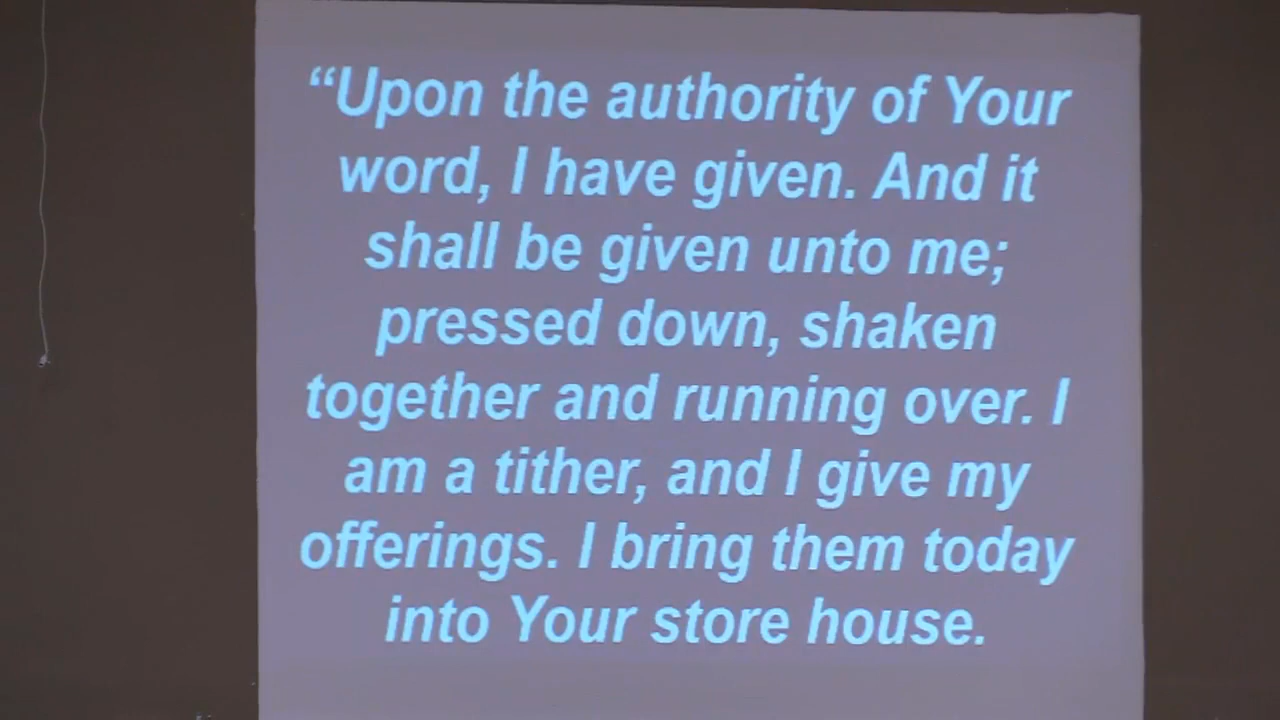 “Upon the authority of Your
word, I have given. And it
shall be given unto me;
pressed down, shaken
together and running over. I
am a tither, and I give my
offerings. I bring them today
into Your store house.